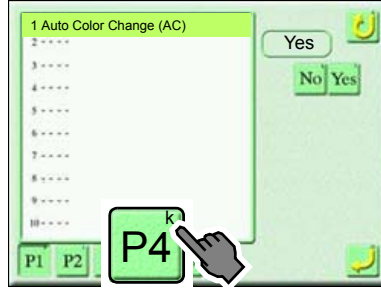 1 Auto Color Change (AC)
2 - - - -
3 - - - -
4 - - - -
5 - - - -
6 - - - -
7 - - - -
8 - - - -
9 - - - -
10 - - - -
Yes
No Yes
P1 P2 P4 k